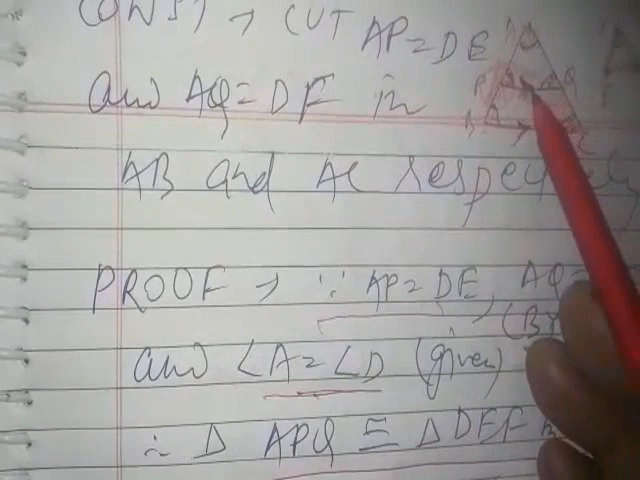 CONST → CUT AP=DE
and AQ=DF in
AB and AC respectively
PROOF → ∵ AP=DE, AQ=
(BY
and ∠A=∠D (given)
∴ Δ APQ ≅ Δ DEF